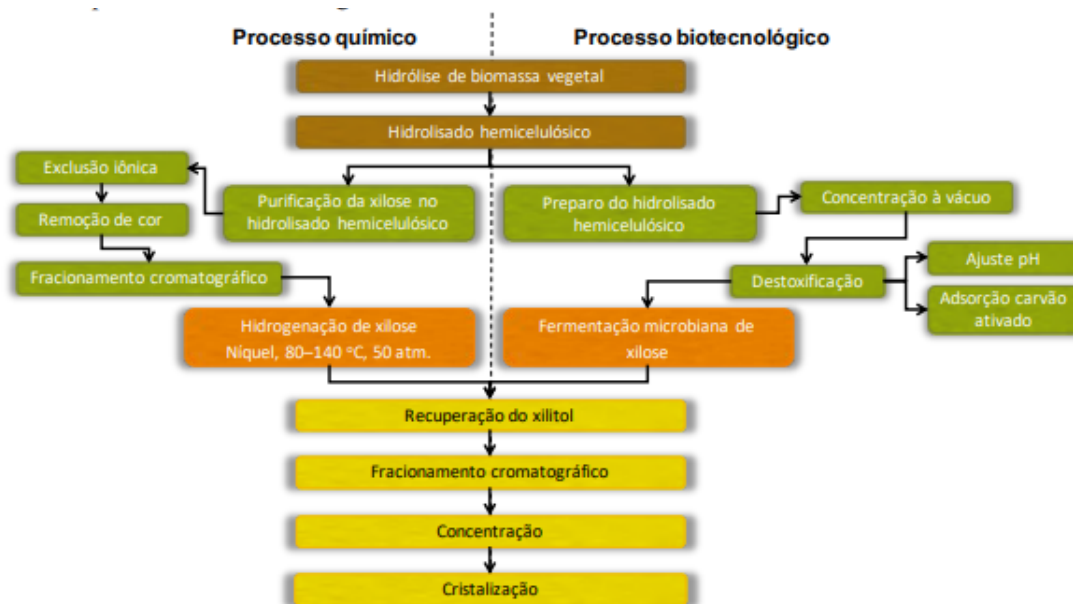 Processo químico
Processo biotecnológico
Hidrólise de biomassa vegetal
Hidrolisado hemicelulósico
Exclusão iônica
Purificação da xilose no
hidrolisado hemicelulósico
Preparo do hidrolisado
hemicelulósico
Concentração à vácuo
Remoção de cor
Fracionamento cromatográfico
Destoxificação
Ajuste pH
Adsorção carvão
ativado
Hidrogenação de xilose
Níquel, 80–140 ºC, 50 atm.
Fermentação microbiana de
xilose
Recuperação do xilitol
Fracionamento cromatográfico
Concentração
Cristalização